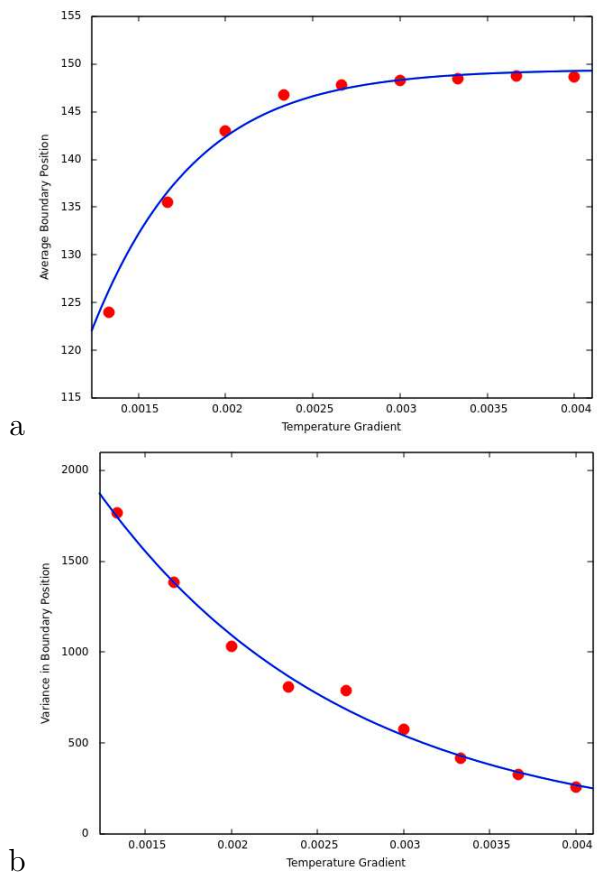 155
150
145
140
135
130
125
120
115
Average Boundary Position
0.0015 0.002 0.0025 0.003 0.0035 0.004
Temperature Gradient
a
2000
1500
1000
500
0
Variance in Boundary Position
0.0015 0.002 0.0025 0.003 0.0035 0.004
Temperature Gradient
b